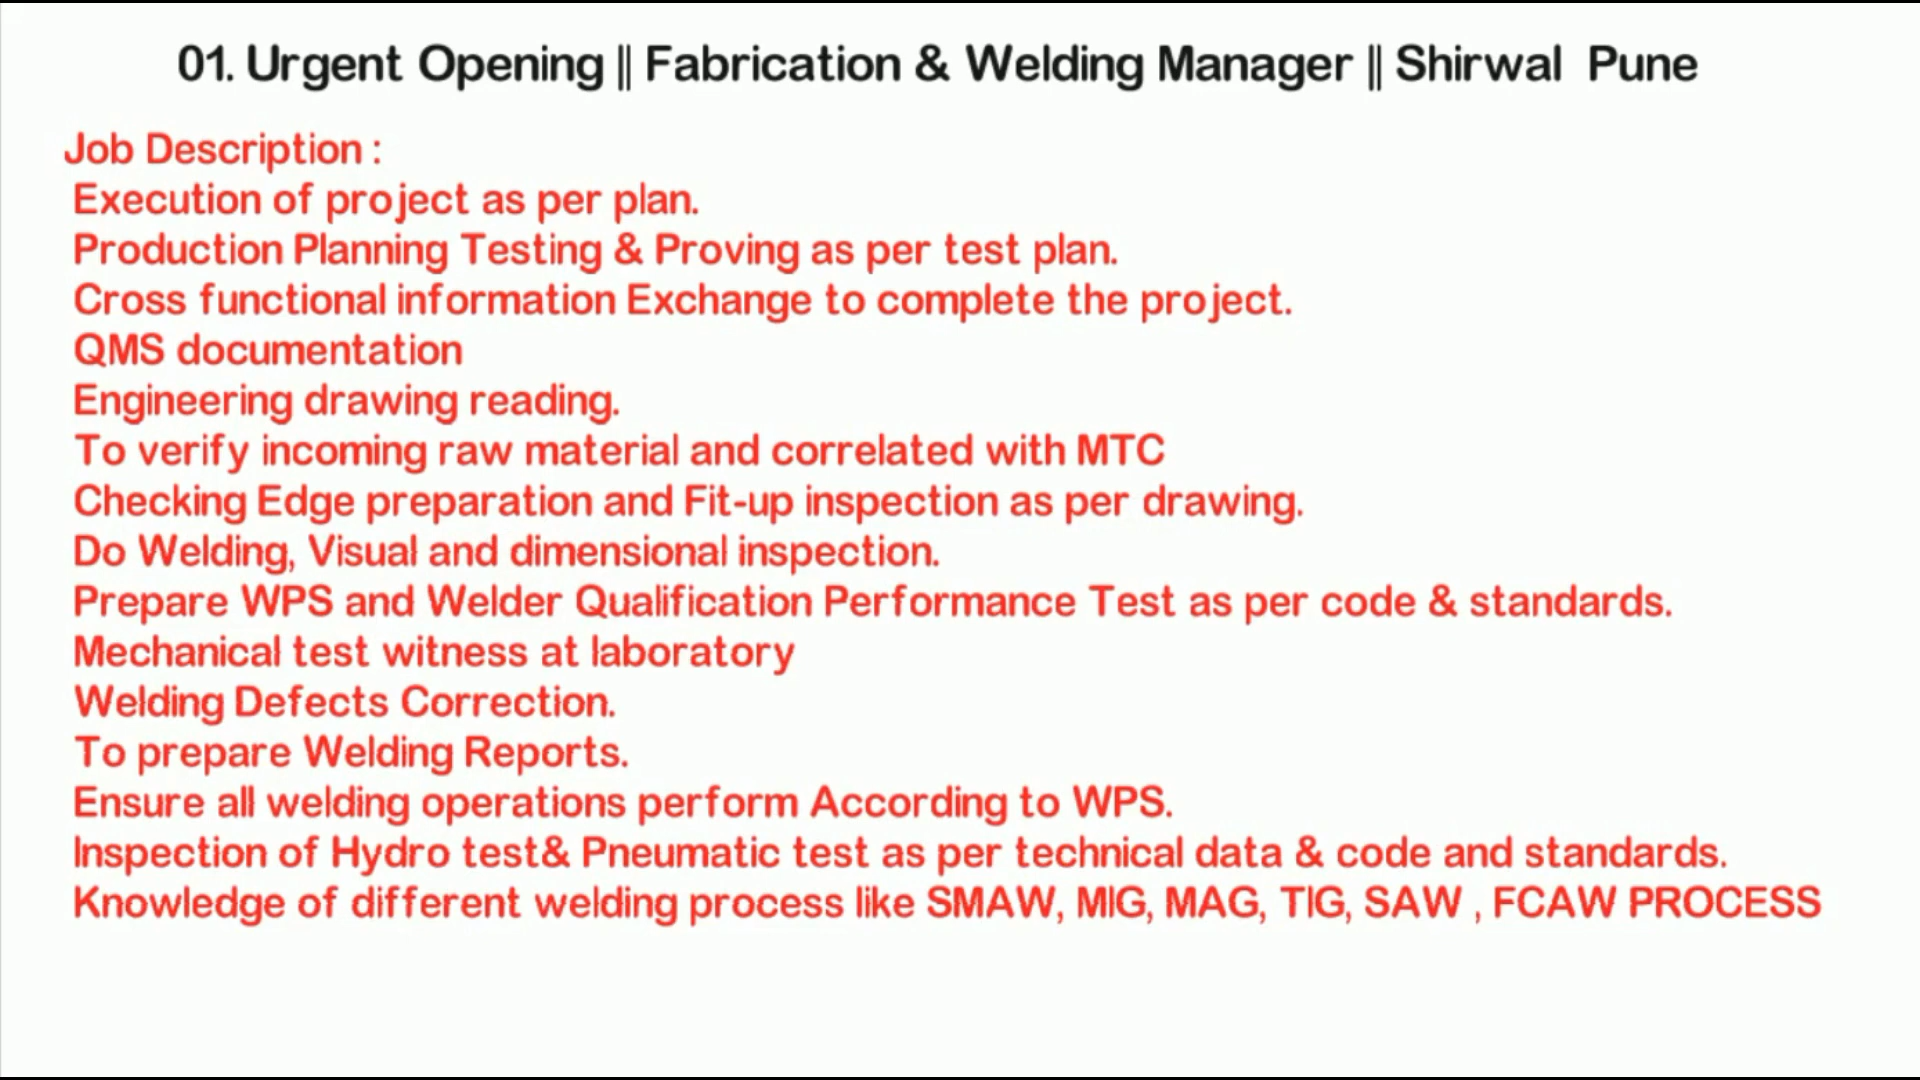 01. Urgent Opening || Fabrication & Welding Manager || Shirwal Pune
Job Description :
Execution of project as per plan.
Production Planning Testing & Proving as per test plan.
Cross functional information Exchange to complete the project.
QMS documentation
Engineering drawing reading.
To verify incoming raw material and correlated with MTC
Checking Edge preparation and Fit-up inspection as per drawing.
Do Welding, Visual and dimensional inspection.
Prepare WPS and Welder Qualification Performance Test as per code & standards.
Mechanical test witness at laboratory
Welding Defects Correction.
To prepare Welding Reports.
Ensure all welding operations perform According to WPS.
Inspection of Hydro test& Pneumatic test as per technical data & code and standards.
Knowledge of different welding process like SMAW, MIG, MAG, TIG, SAW , FCAW PROCESS